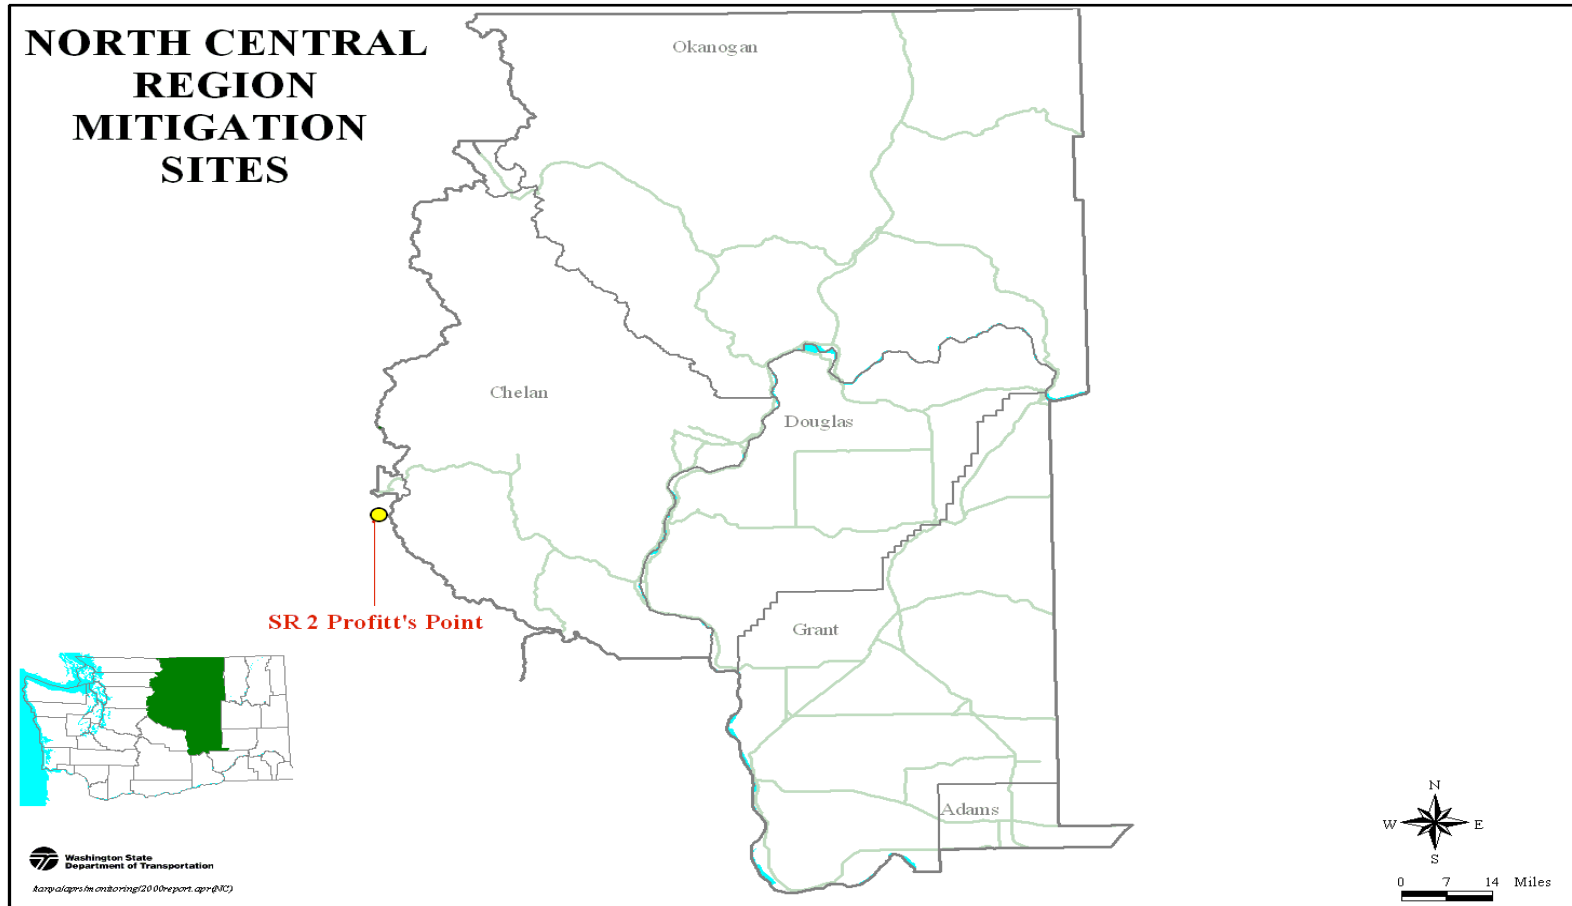 NORTH CENTRAL
REGION
MITIGATION
SITES
Okanogan
Chelan
Douglas
SR 2 Profitt's Point
Grant
Adams
N
W E
S
Washington State
Department of Transportation
0 7 14 Miles